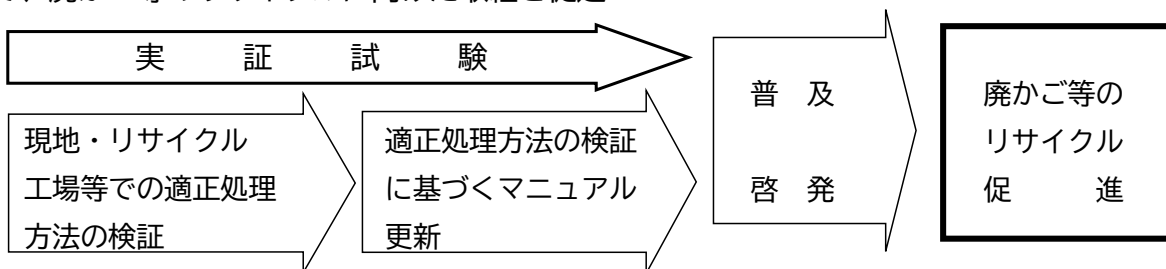 実証試験
現地・リサイクル
工場等での適正処理
方法の検証
適正処理方法の検証
に基づくマニュアル
更新
普及
啓発
廃かご等の
リサイクル
促進